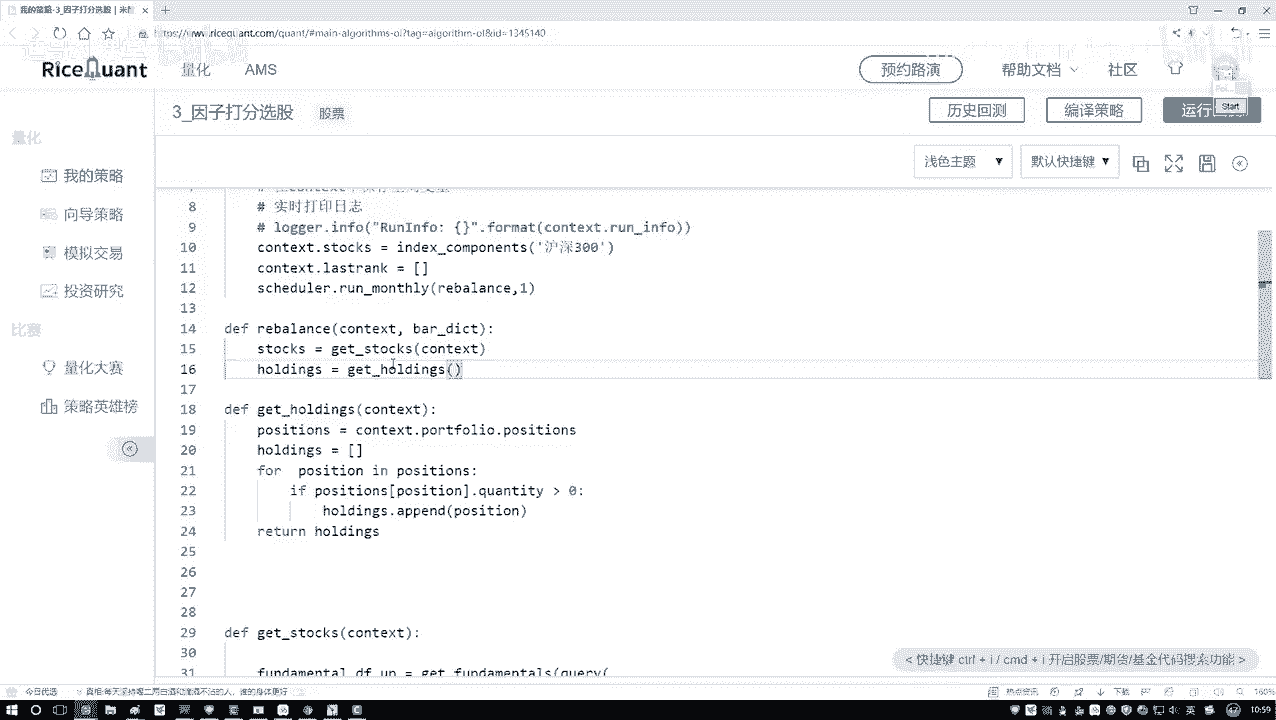 我的策略-3_因子打分选股 | 米
https://www.ricequant.com/quant/#main-algorithms-ol?tag=algorithm-ol&id=1345140
RiceQuant
量化
AMS
预约路演
帮助文档
社区
3_因子打分选股
股票
历史回测
编译策略
运行
Start
浅色主题
默认快捷键
量化
我的策略
向导策略
模拟交易
投资研究
比赛
量化大赛
策略英雄榜
8 # 实时打印日志
9 # logger.info("RunInfo: {}".format(context.run_info))
10 context.stocks = index_components('沪深300')
11 context.lastrank = []
12 scheduler.run_monthly(rebalance,1)
13
14 def rebalance(context, bar_dict):
15 stocks = get_stocks(context)
16 holdings = get_holdings()
17
18 def get_holdings(context):
19 positions = context.portfolio.positions
20 holdings = []
21 for  position in positions:
22 if positions[position].quantity > 0:
23 holdings.append(position)
24 return holdings
25
26
27
28
29 def get_stocks(context):
30
31 fundamental_df_up = get_fundamentals(query(
< 快捷键 ctrl + i / cmd + i 开启股票/期货/基金代码搜索功能 >
今日优选
下载
英
10:59